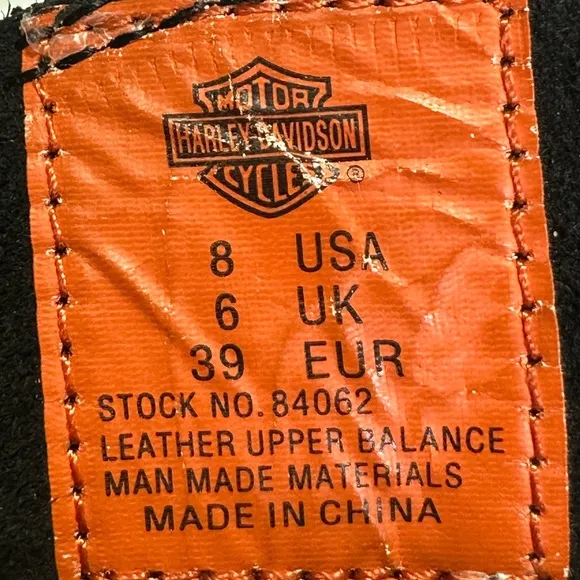 MOTOR
HARLEY-DAVIDSON
CYCLES ®
8 USA
6 UK
39 EUR
STOCK NO. 84062
LEATHER UPPER BALANCE
MAN MADE MATERIALS
MADE IN CHINA